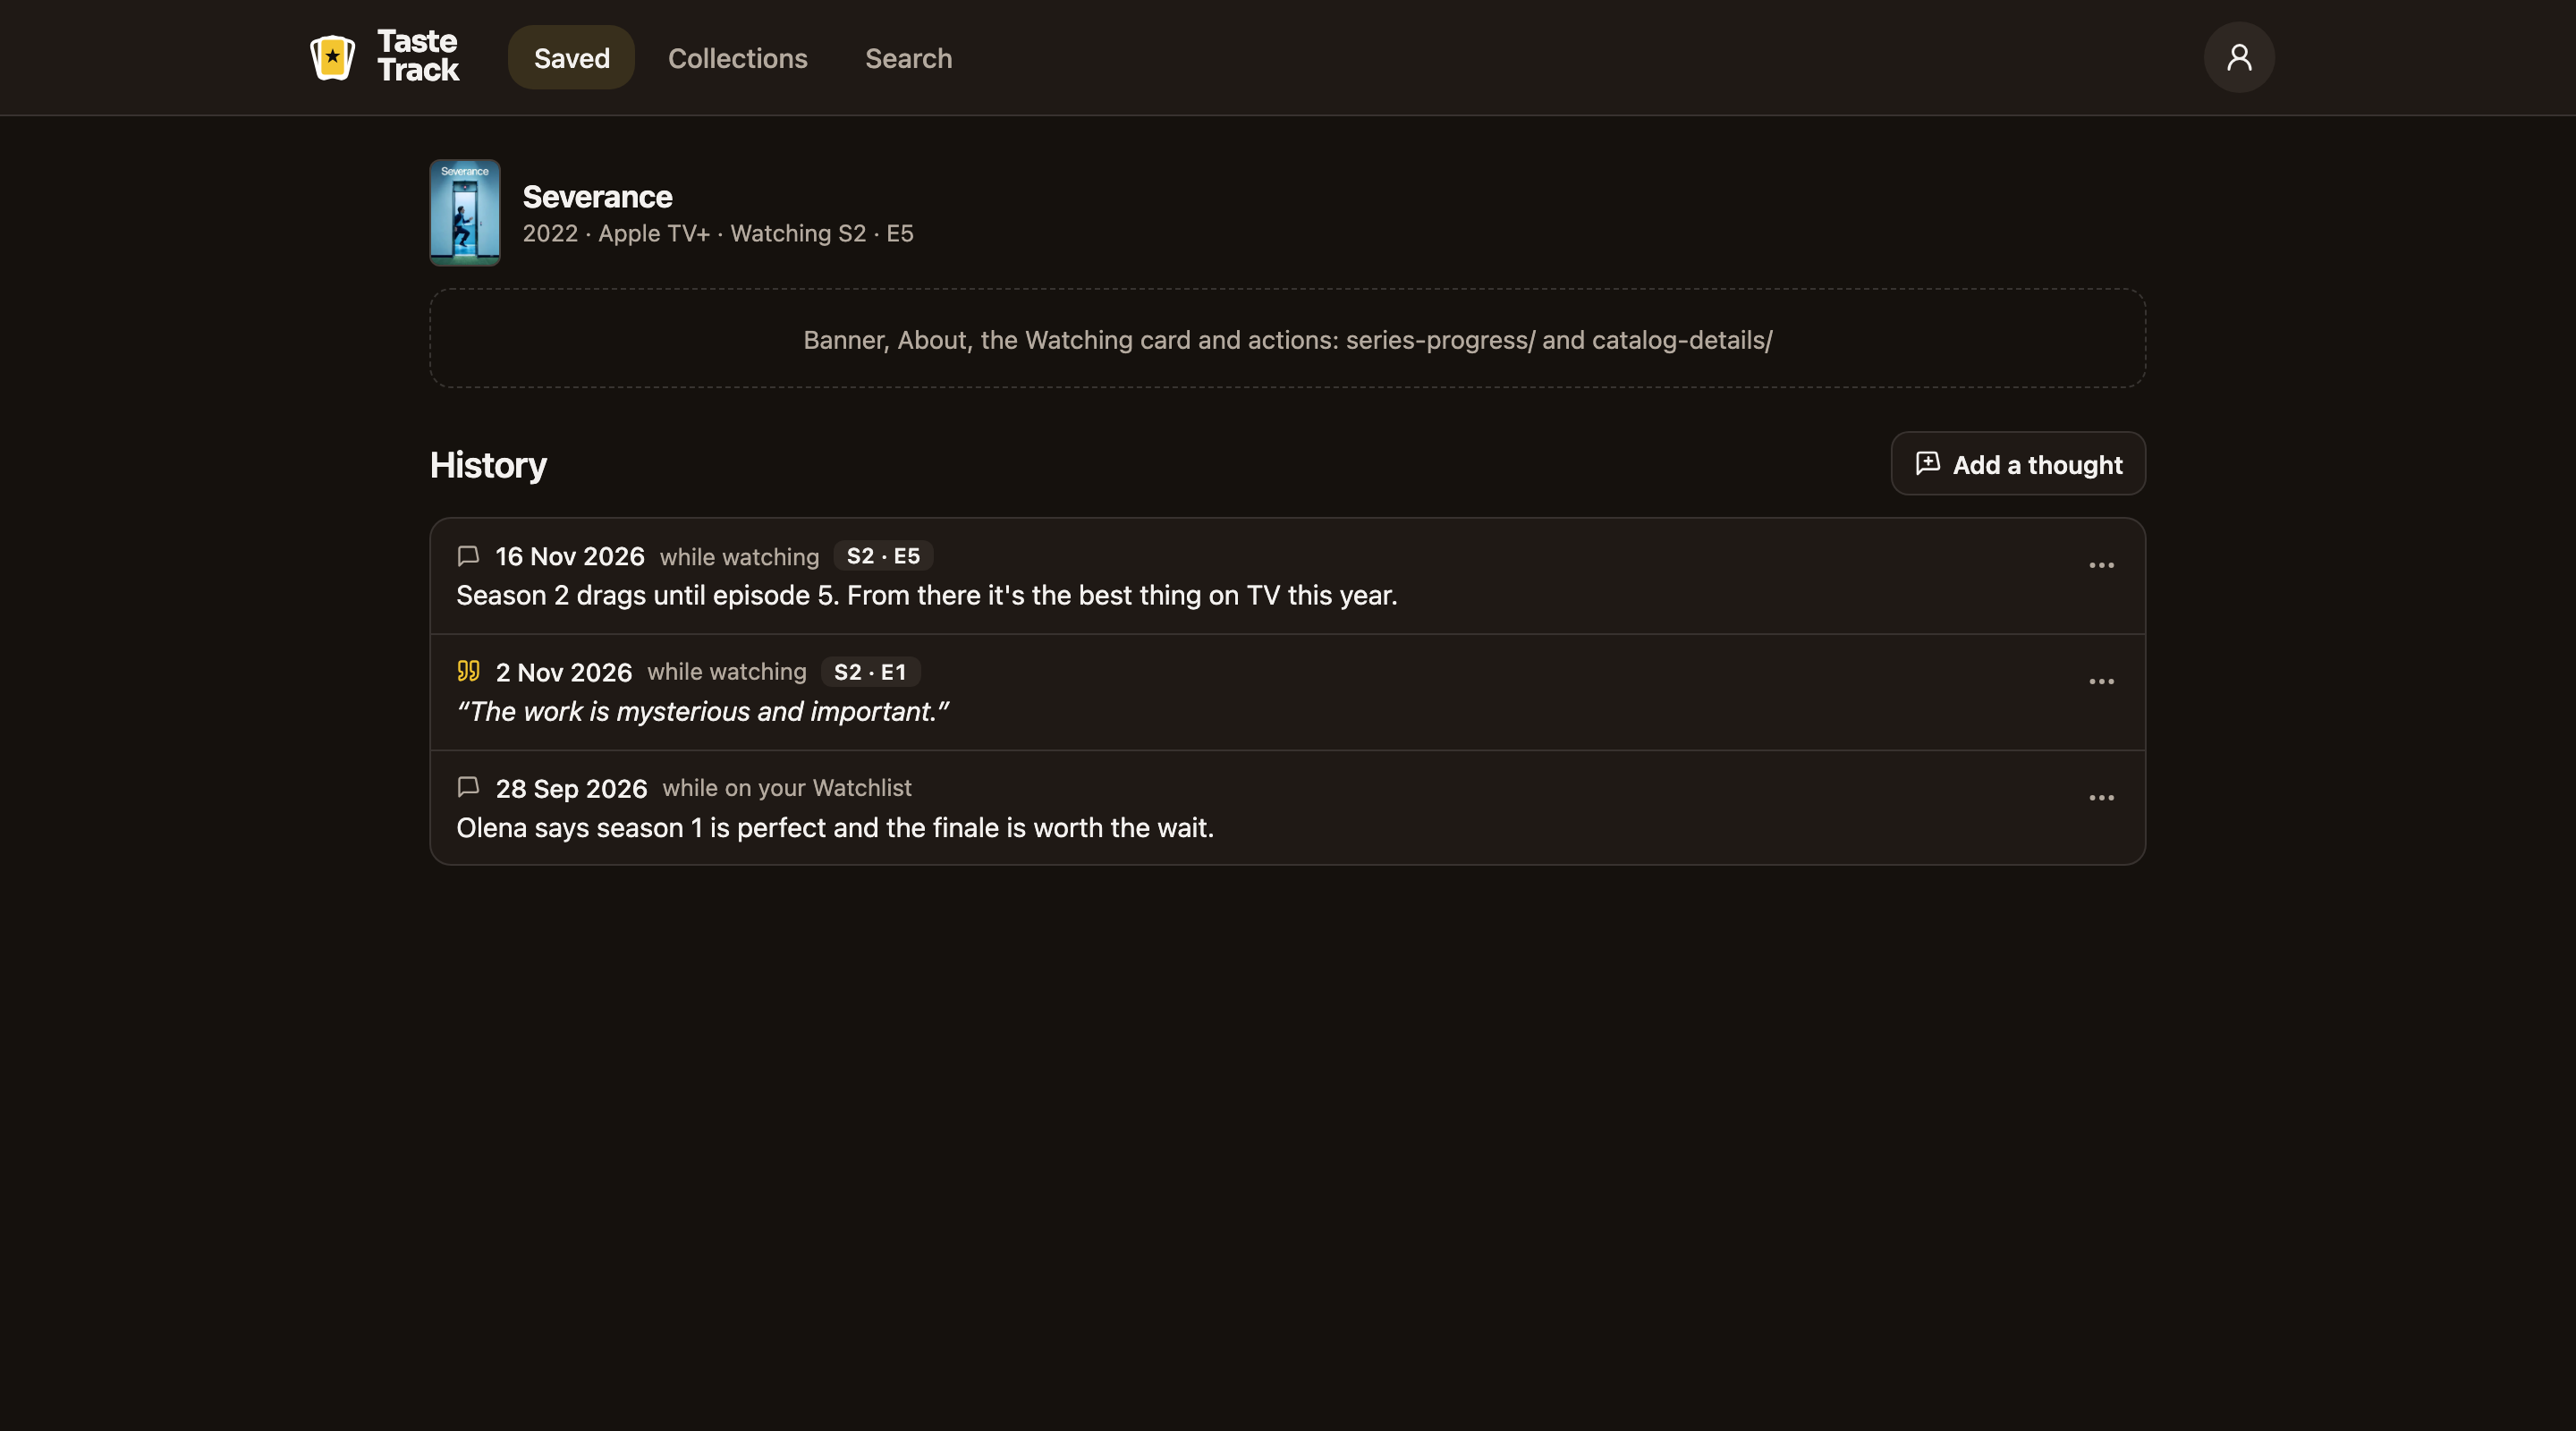 Taste
Track
Saved
Collections
Search
Severance
Severance
2022 · Apple TV+ · Watching S2 · E5
Banner, About, the Watching card and actions: series-progress/ and catalog-details/
History
Add a thought
16 Nov 2026 while watching S2 · E5
Season 2 drags until episode 5. From there it's the best thing on TV this year.
2 Nov 2026 while watching S2 · E1
“The work is mysterious and important.”
28 Sep 2026 while on your Watchlist
Olena says season 1 is perfect and the finale is worth the wait.